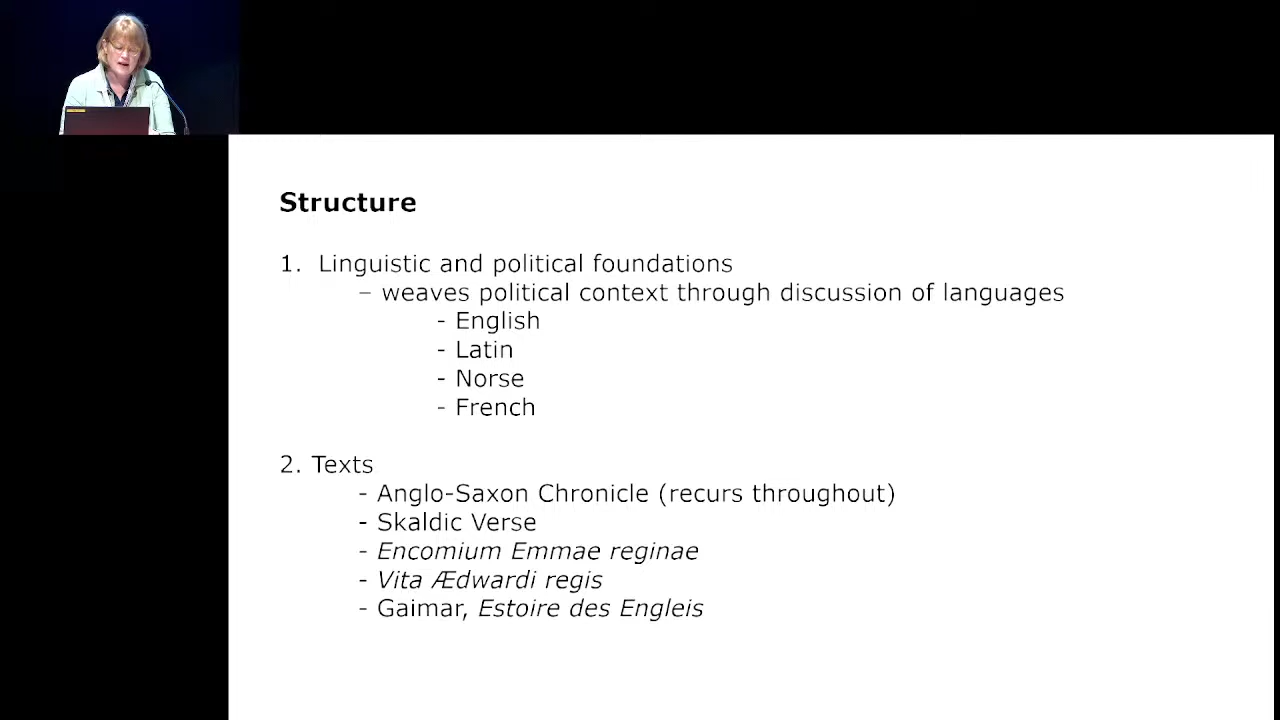 Structure
1. Linguistic and political foundations
– weaves political context through discussion of languages
- English
- Latin
- Norse
- French
2. Texts
- Anglo-Saxon Chronicle (recurs throughout)
- Skaldic Verse
- Encomium Emmae reginae
- Vita Ædwardi regis
- Gaimar, Estoire des Engleis